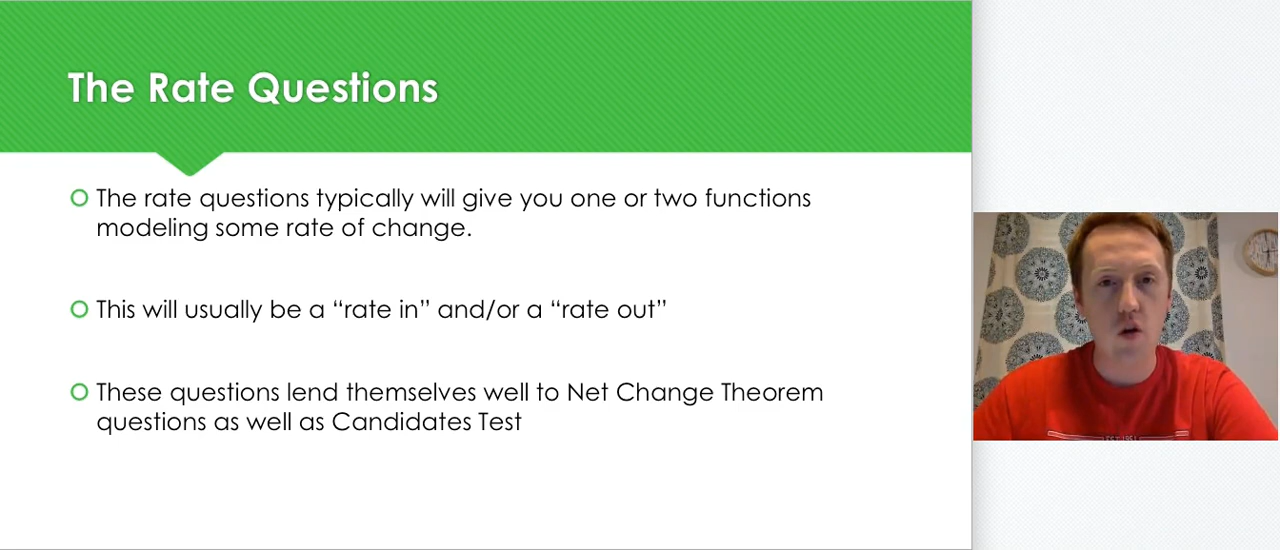 The Rate Questions
The rate questions typically will give you one or two functions
modeling some rate of change.
This will usually be a “rate in” and/or a “rate out”
These questions lend themselves well to Net Change Theorem
questions as well as Candidates Test